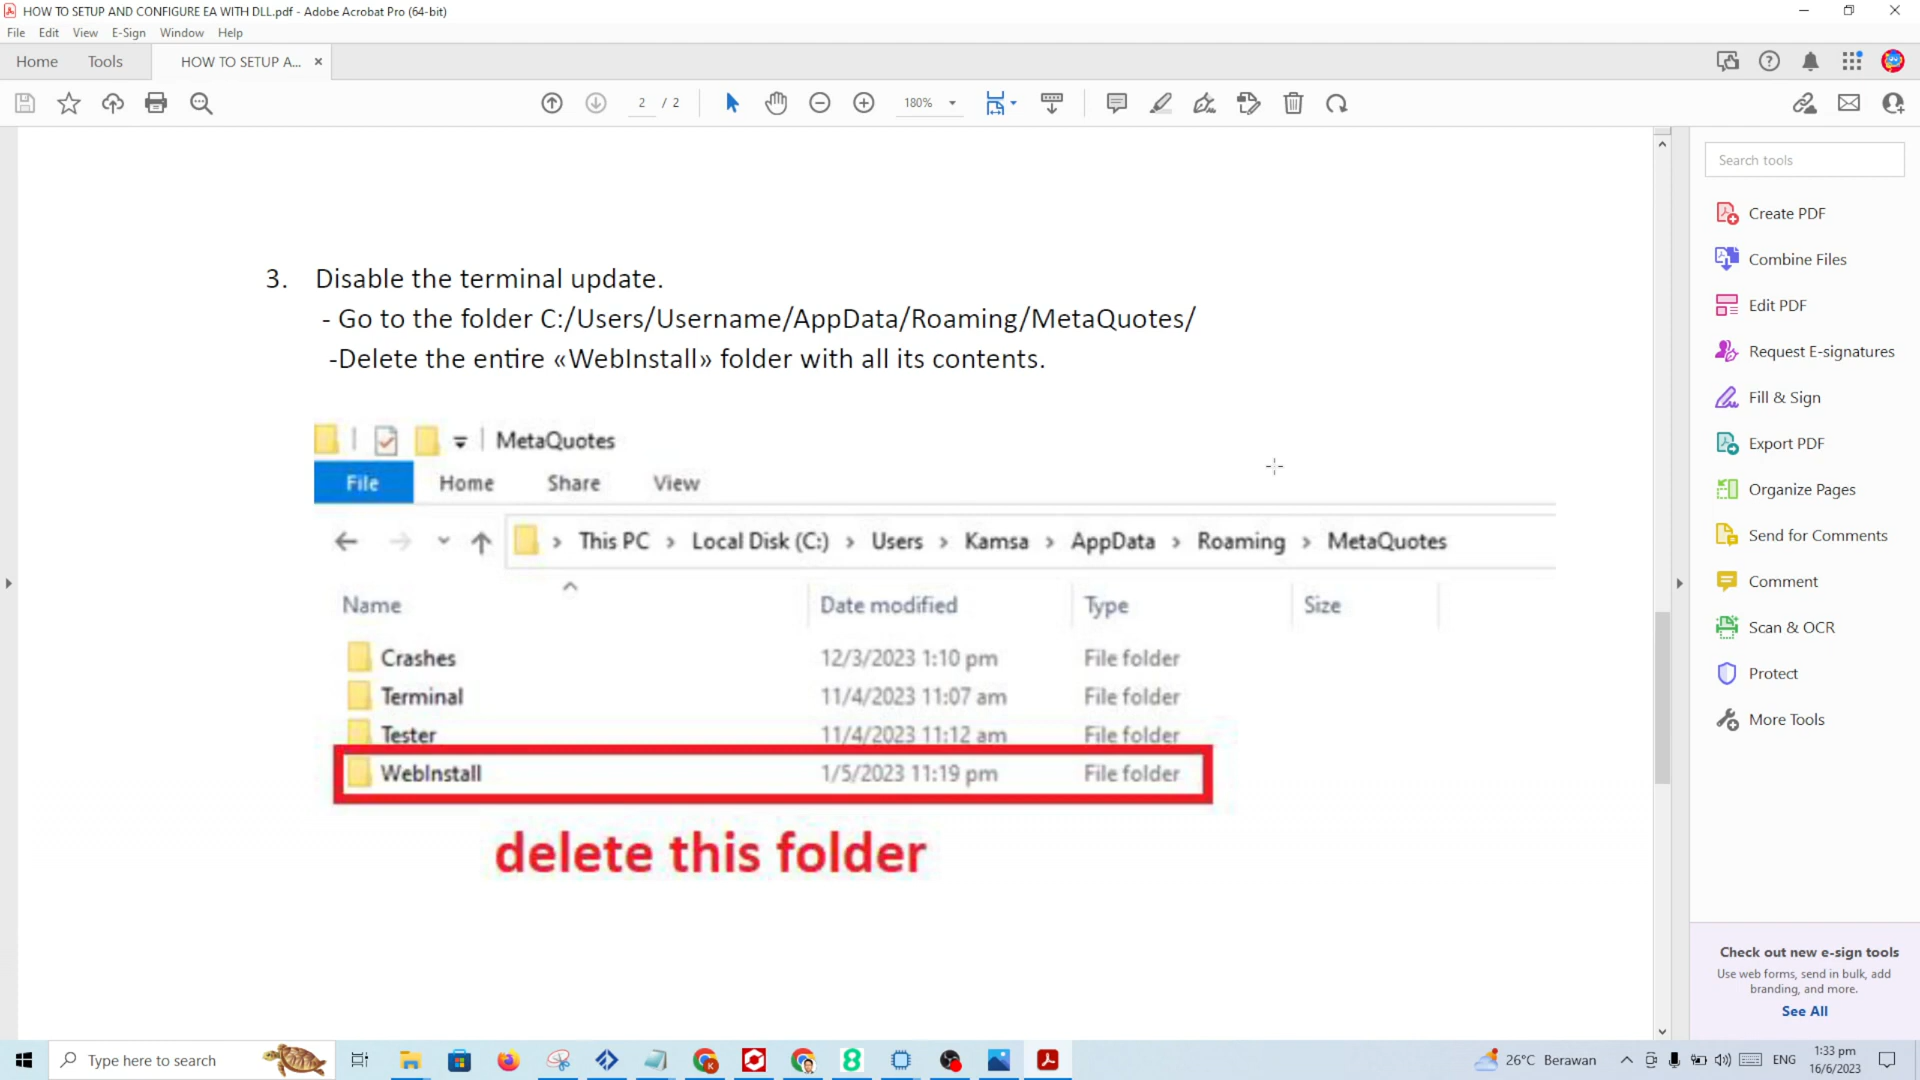 HOW TO SETUP AND CONFIGURE EA WITH DLL.pdf - Adobe Acrobat Pro (64-bit)
File Edit View E-Sign Window Help
Home Tools HOW TO SETUP A... ×
2 / 2 180%
Search tools
Create PDF
Combine Files
Edit PDF
Request E-signatures
Fill & Sign
Export PDF
Organize Pages
Send for Comments
Comment
Scan & OCR
Protect
More Tools
3. Disable the terminal update.
- Go to the folder C:/Users/Username/AppData/Roaming/MetaQuotes/
-Delete the entire «WebInstall» folder with all its contents.
MetaQuotes
File Home Share View
This PC > Local Disk (C:) > Users > Kamsa > AppData > Roaming > MetaQuotes
Name Date modified Type Size
Crashes 12/3/2023 1:10 pm File folder
Terminal 11/4/2023 11:07 am File folder
Tester 11/4/2023 11:12 am File folder
WebInstall 1/5/2023 11:19 pm File folder
delete this folder
Check out new e-sign tools
Use web forms, send in bulk, add
branding, and more.
See All
Type here to search
26°C Berawan
ENG
1:33 pm
16/6/2023